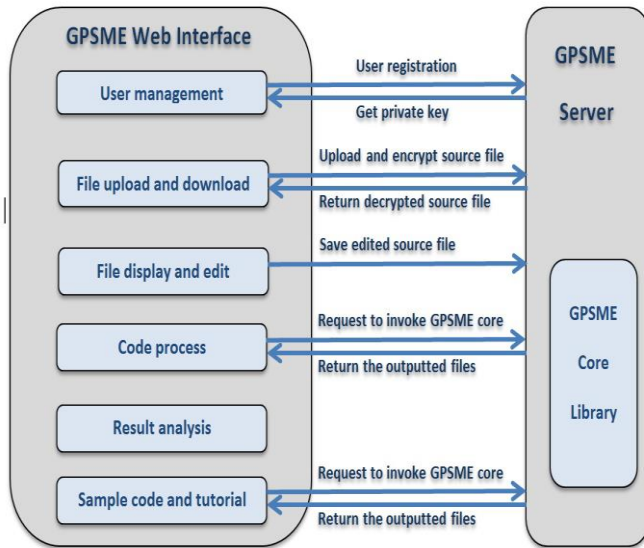 GPSME Web Interface
User management
File upload and download
File display and edit
Code process
Result analysis
Sample code and tutorial
User registration
Get private key
Upload and encrypt source file
Return decrypted source file
Save edited source file
Request to invoke GPSME core
Return the outputted files
Request to invoke GPSME core
Return the outputted files
GPSME
Server
GPSME
Core
Library